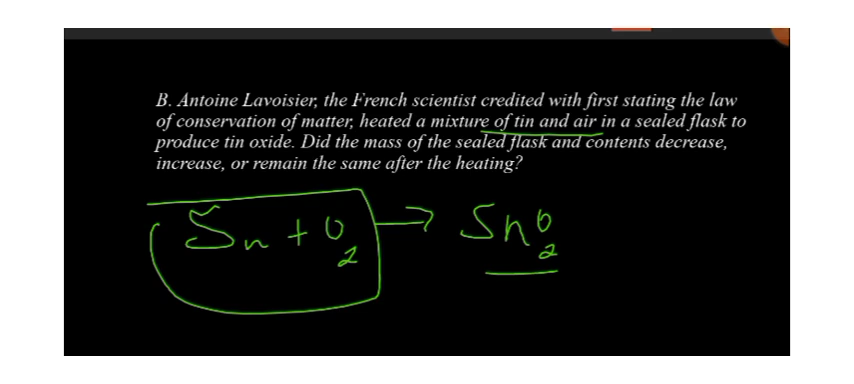 B. Antoine Lavoisier, the French scientist credited with first stating the law
of conservation of matter, heated a mixture of tin and air in a sealed flask to
produce tin oxide. Did the mass of the sealed flask and contents decrease,
increase, or remain the same after the heating?
Sn + O₂ → SnO₂